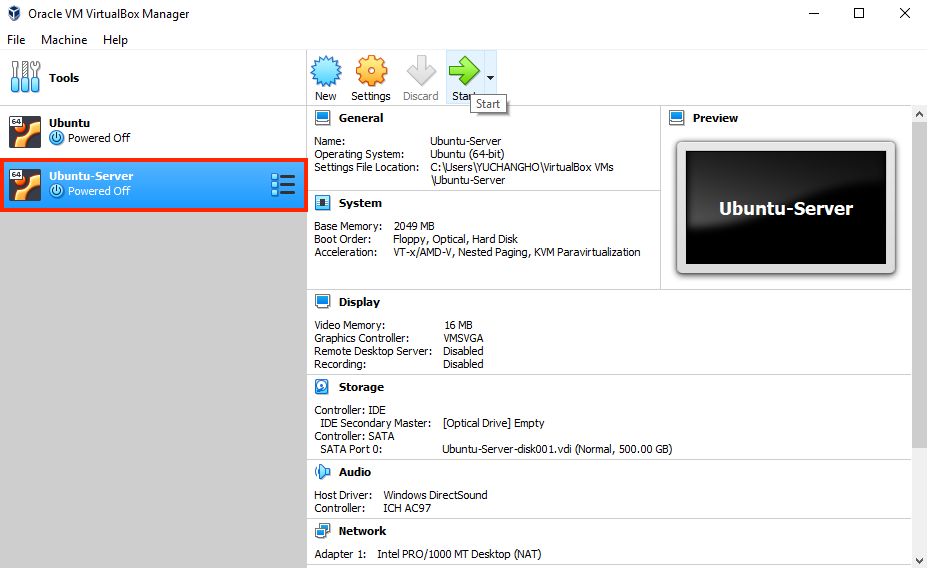 Oracle VM VirtualBox Manager
File Machine Help
Tools
New Settings Discard Start
Start
64
Ubuntu
Powered Off
64
Ubuntu-Server
Powered Off
General
Name: Ubuntu-Server
Operating System: Ubuntu (64-bit)
Settings File Location: C:\Users\YUCHANGHO\VirtualBox VMs
\Ubuntu-Server
Preview
Ubuntu-Server
System
Base Memory: 2049 MB
Boot Order: Floppy, Optical, Hard Disk
Acceleration: VT-x/AMD-V, Nested Paging, KVM Paravirtualization
Display
Video Memory: 16 MB
Graphics Controller: VMSVGA
Remote Desktop Server: Disabled
Recording: Disabled
Storage
Controller: IDE
IDE Secondary Master: [Optical Drive] Empty
Controller: SATA
SATA Port 0: Ubuntu-Server-disk001.vdi (Normal, 500.00 GB)
Audio
Host Driver: Windows DirectSound
Controller: ICH AC97
Network
Adapter 1: Intel PRO/1000 MT Desktop (NAT)